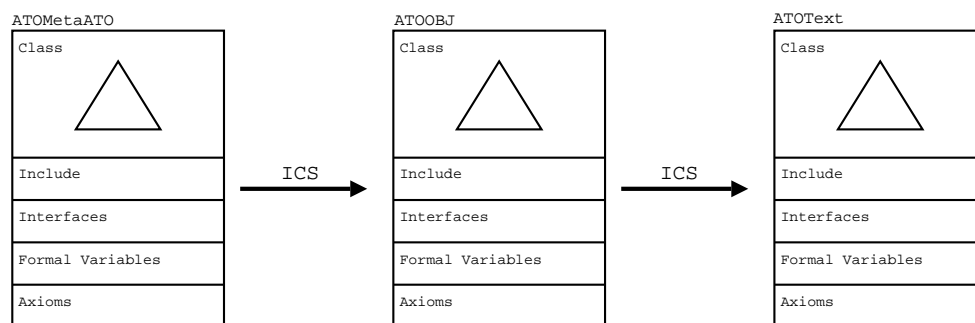 ATOMetaATO
Class
Include
Interfaces
Formal Variables
Axioms
ICS
ATOOBJ
Class
Include
Interfaces
Formal Variables
Axioms
ICS
ATOText
Class
Include
Interfaces
Formal Variables
Axioms